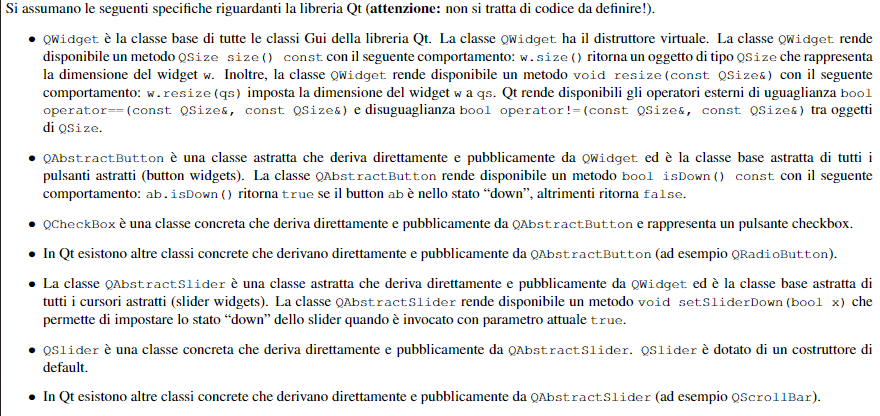 Si assumano le seguenti specifiche riguardanti la libreria Qt (attenzione: non si tratta di codice da definire!).
• QWidget è la classe base di tutte le classi Gui della libreria Qt. La classe QWidget ha il distruttore virtuale. La classe QWidget rende
disponibile un metodo QSize size() const con il seguente comportamento: w.size() ritorna un oggetto di tipo QSize che rappresenta
la dimensione del widget w. Inoltre, la classe QWidget rende disponibile un metodo void resize(const QSize&) con il seguente
comportamento: w.resize(qs) imposta la dimensione del widget w a qs. Qt rende disponibili gli operatori esterni di uguaglianza bool
operator==(const QSize&, const QSize&) e disuguaglianza bool operator!=(const QSize&, const QSize&) tra oggetti
di QSize.
• QAbstractButton è una classe astratta che deriva direttamente e pubblicamente da QWidget ed è la classe base astratta di tutti i
pulsanti astratti (button widgets). La classe QAbstractButton rende disponibile un metodo bool isDown() const con il seguente
comportamento: ab.isDown() ritorna true se il button ab è nello stato “down”, altrimenti ritorna false.
• QCheckBox è una classe concreta che deriva direttamente e pubblicamente da QAbstractButton e rappresenta un pulsante checkbox.
• In Qt esistono altre classi concrete che derivano direttamente e pubblicamente da QAbstractButton (ad esempio QRadioButton).
• La classe QAbstractSlider è una classe astratta che deriva direttamente e pubblicamente da QWidget ed è la classe base astratta di
tutti i cursori astratti (slider widgets). La classe QAbstractSlider rende disponibile un metodo void setSliderDown(bool x) che
permette di impostare lo stato “down” dello slider quando è invocato con parametro attuale true.
• QSlider è una classe concreta che deriva direttamente e pubblicamente da QAbstractSlider. QSlider è dotato di un costruttore di
default.
• In Qt esistono altre classi concrete che derivano direttamente e pubblicamente da QAbstractSlider (ad esempio QScrollBar).